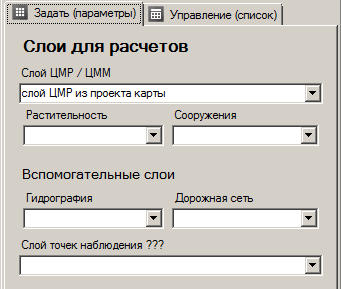 Задать (параметры) Управление (список)
Слои для расчетов
Слой ЦМР / ЦММ
слой ЦМР из проекта карты
Растительность Сооружения
Вспомогательные слои
Гидрография Дорожная сеть
Слой точек наблюдения ???